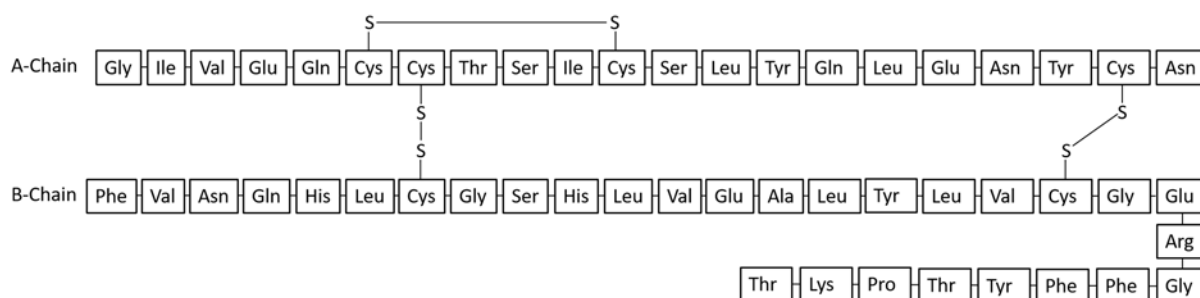 S S
A-Chain Gly Ile Val Glu Gln Cys Cys Thr Ser Ile Cys Ser Leu Tyr Gln Leu Glu Asn Tyr Cys Asn
S S
S S
B-Chain Phe Val Asn Gln His Leu Cys Gly Ser His Leu Val Glu Ala Leu Tyr Leu Val Cys Gly Glu
Arg
Thr Lys Pro Thr Tyr Phe Phe Gly